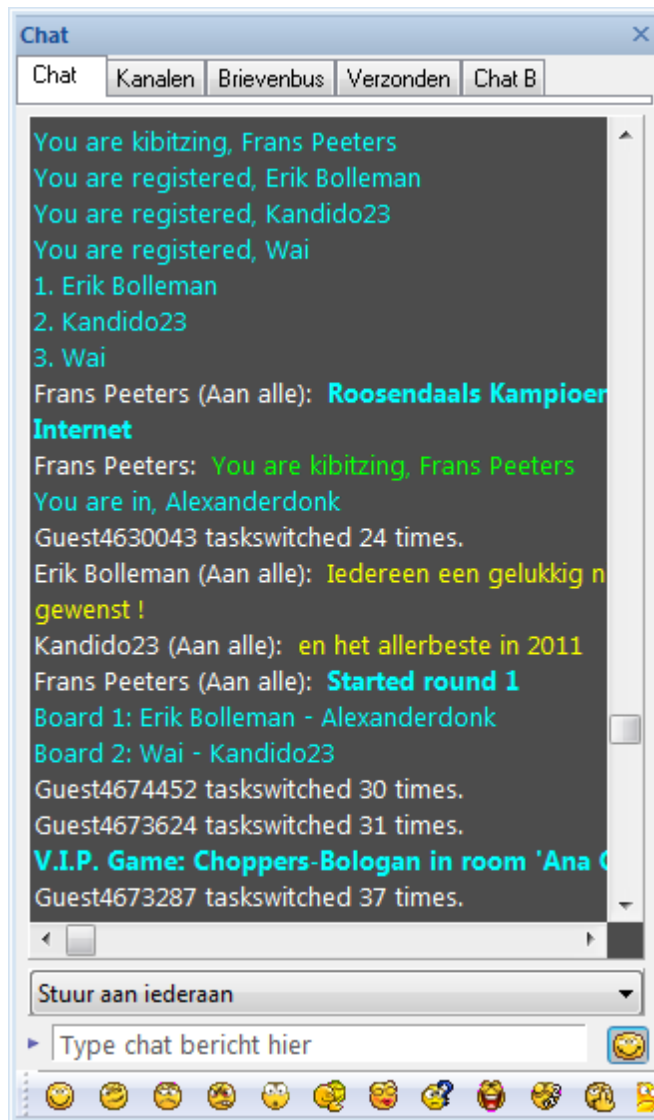 Chat
Chat Kanalen Brievenbus Verzonden Chat B
You are kibitzing, Frans Peeters
You are registered, Erik Bolleman
You are registered, Kandido23
You are registered, Wai
1. Erik Bolleman
2. Kandido23
3. Wai
Frans Peeters (Aan alle): Roosendaals Kampioer
Internet
Frans Peeters: You are kibitzing, Frans Peeters
You are in, Alexanderdonk
Guest4630043 taskswitched 24 times.
Erik Bolleman (Aan alle): Iedereen een gelukkig n
gewenst !
Kandido23 (Aan alle): en het allerbeste in 2011
Frans Peeters (Aan alle): Started round 1
Board 1: Erik Bolleman - Alexanderdonk
Board 2: Wai - Kandido23
Guest4674452 taskswitched 30 times.
Guest4673624 taskswitched 31 times.
V.I.P. Game: Choppers-Bologan in room 'Ana
Guest4673287 taskswitched 37 times.
Stuur aan iederaan
Type chat bericht hier